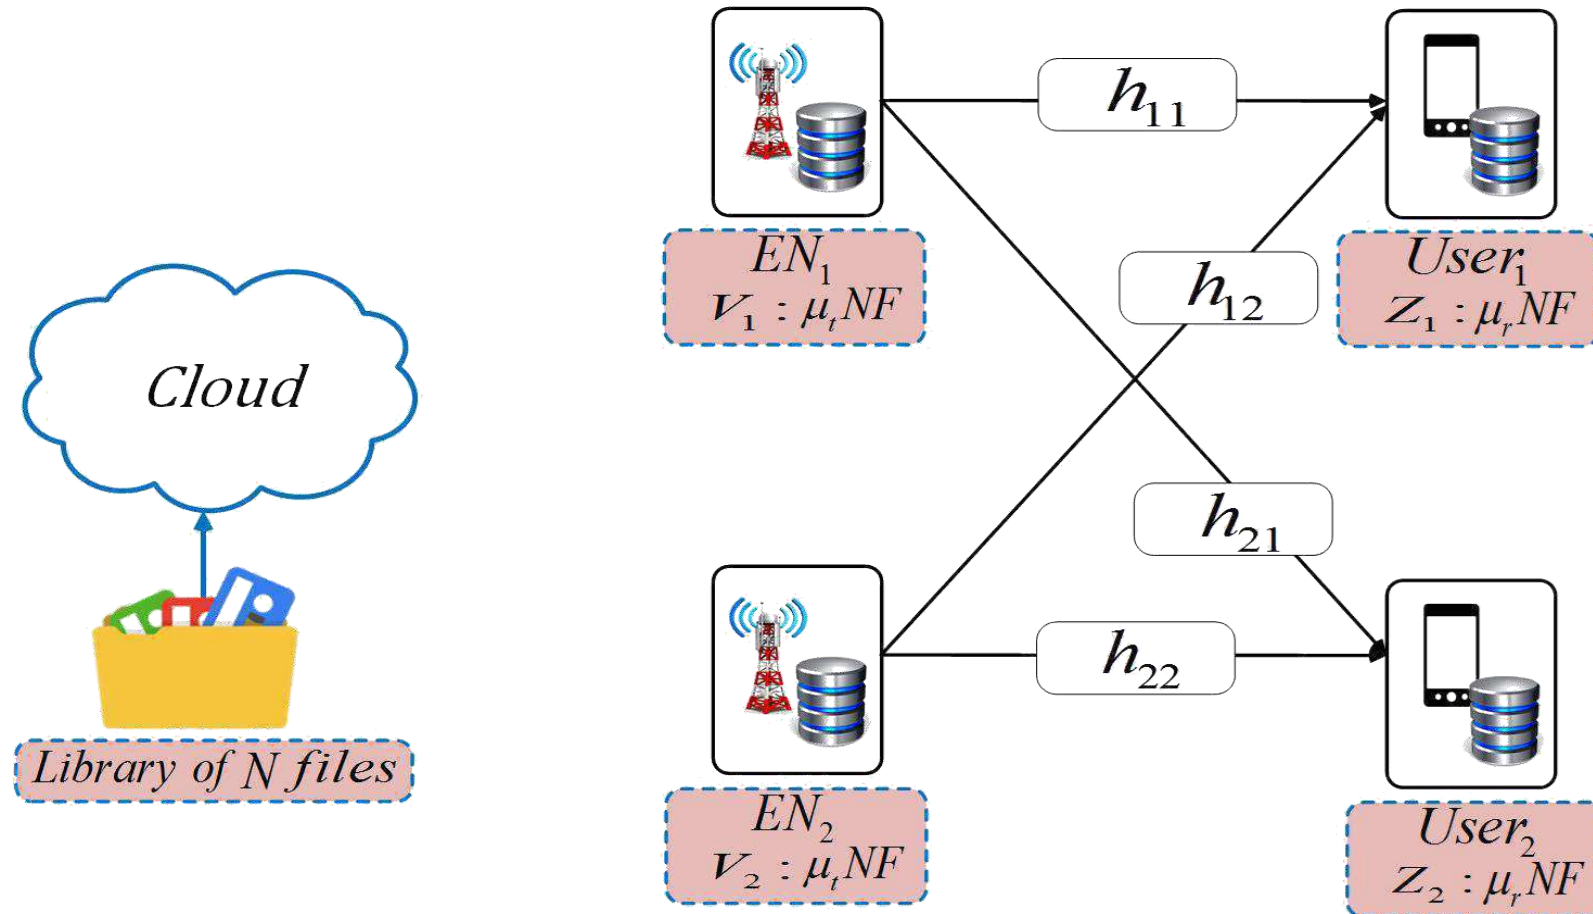 h₁₁
EN₁
V₁ : μₜNF
User₁
Z₁ : μᵣNF
h₁₂
Cloud
h₂₁
h₂₂
Library of N files
EN₂
V₂ : μₜNF
User₂
Z₂ : μᵣNF